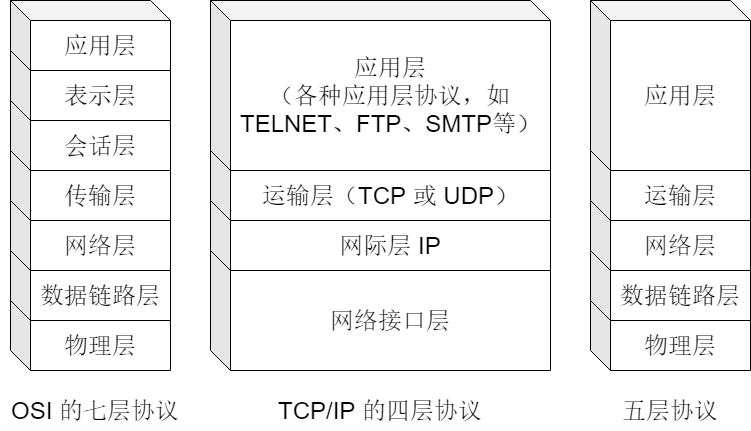 应用层
表示层
会话层
传输层
网络层
数据链路层
物理层
OSI 的七层协议
应用层
（各种应用层协议，如
TELNET、FTP、SMTP等）
运输层（TCP 或 UDP）
网际层 IP
网络接口层
TCP/IP 的四层协议
应用层
运输层
网络层
数据链路层
物理层
五层协议